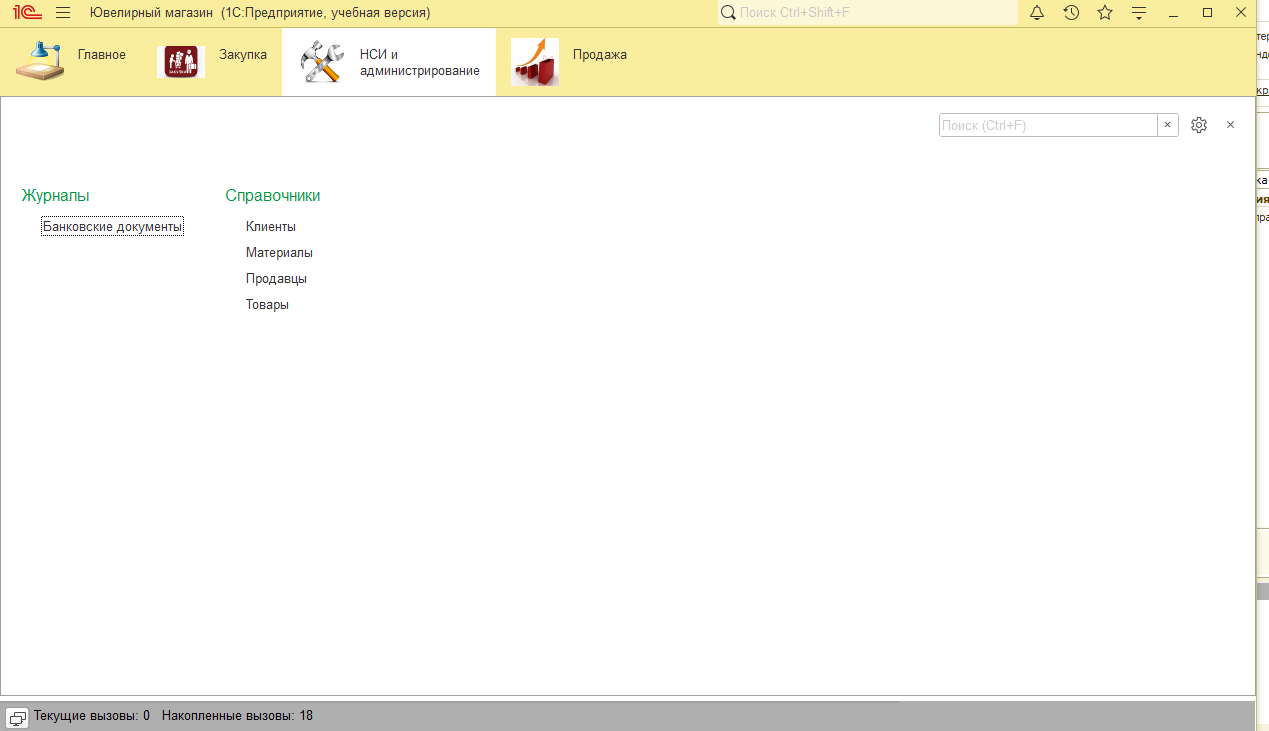 1С Ювелирный магазин (1С:Предприятие, учебная версия) Поиск Ctrl+Shift+F
Главное
ЗАКУПКИ
Закупка
НСИ и
администрирование
Продажа
Поиск (Ctrl+F)
Журналы
Банковские документы
Справочники
Клиенты
Материалы
Продавцы
Товары
Текущие вызовы: 0 Накопленные вызовы: 18